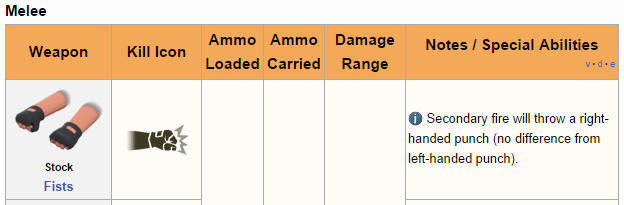 Melee
Weapon
Kill Icon
Ammo
Loaded
Ammo
Carried
Damage
Range
Notes / Special Abilities
v · d · e
Stock
Fists
Secondary fire will throw a right-
handed punch (no difference from
left-handed punch).